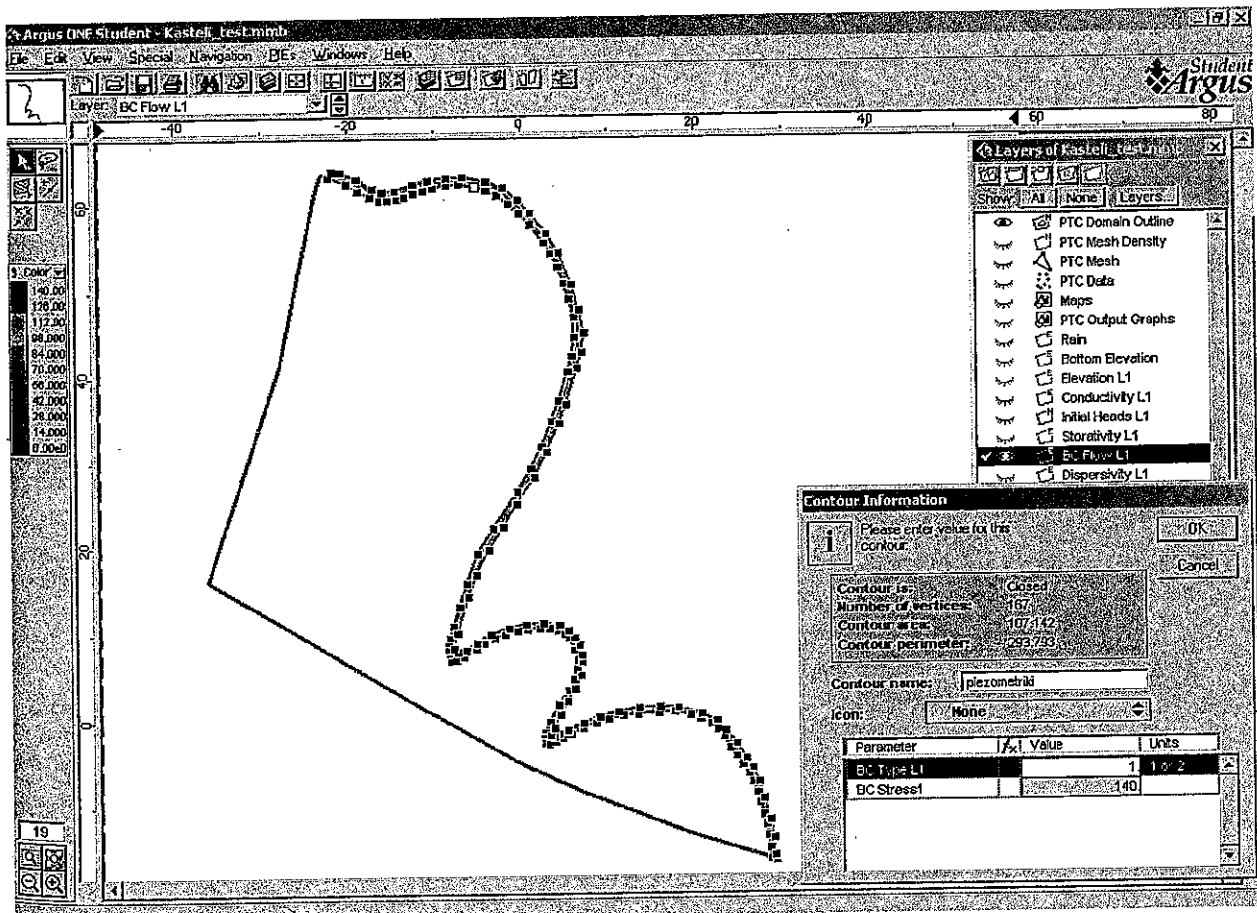 Argus ONE Student - Kasteli_test.mmb
File Edit View Special Navigation PIEs Windows Help
Student
Argus
Layer: BC Flow L1
-40 -20 0 20 40 60 80
60
40
20
0
Color
140.00
126.00
112.00
98.000
84.000
70.000
56.000
42.000
28.000
14.000
0.00e0
19
Layers of Kasteli_test.mmb
Show: All None Layers...
PTC Domain Outline
PTC Mesh Density
PTC Mesh
PTC Data
Maps
PTC Output Graphs
Rain
Bottom Elevation
Elevation L1
Conductivity L1
Initial Heads L1
Storativity L1
BC Flow L1
Dispersivity L1
Contour Information
Please enter value for this
contour.
OK
Cancel
Contour is: Closed
Number of vertices: 167
Contour area: 107.142
Contour perimeter: 293.793
Contour name: piezometriki
Icon: None
Parameter fx Value Units
BC Type L1 1 1 or 2
BC Stress1 140.